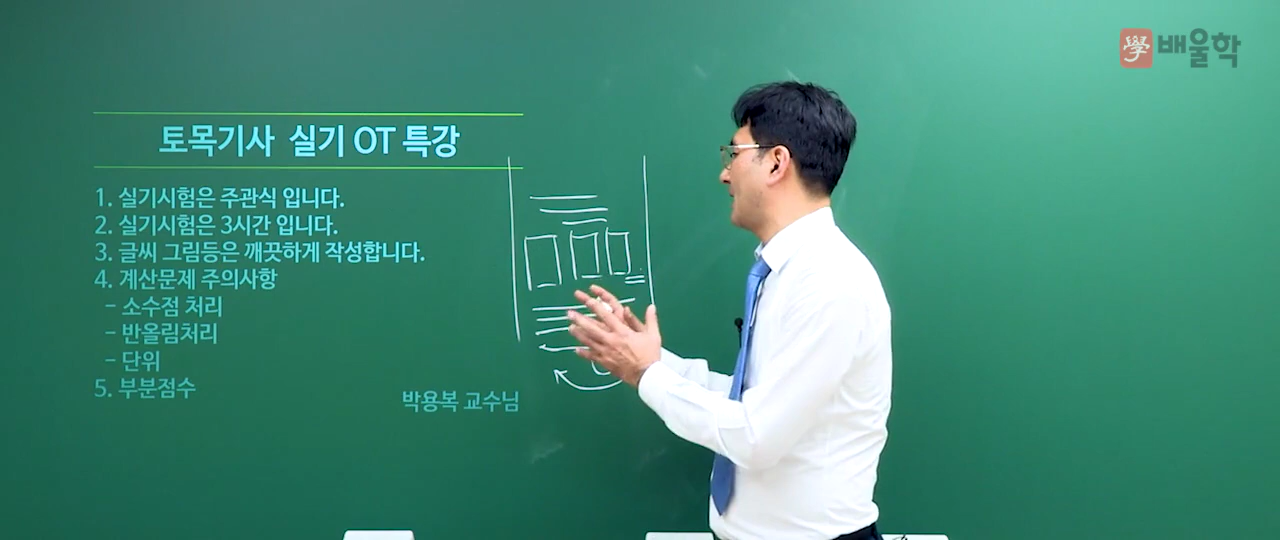 學 배울학
토목기사 실기 OT 특강
1. 실기시험은 주관식 입니다.
2. 실기시험은 3시간 입니다.
3. 글씨 그림등은 깨끗하게 작성합니다.
4. 계산문제 주의사항
- 소수점 처리
- 반올림처리
- 단위
5. 부분점수
박용복 교수님